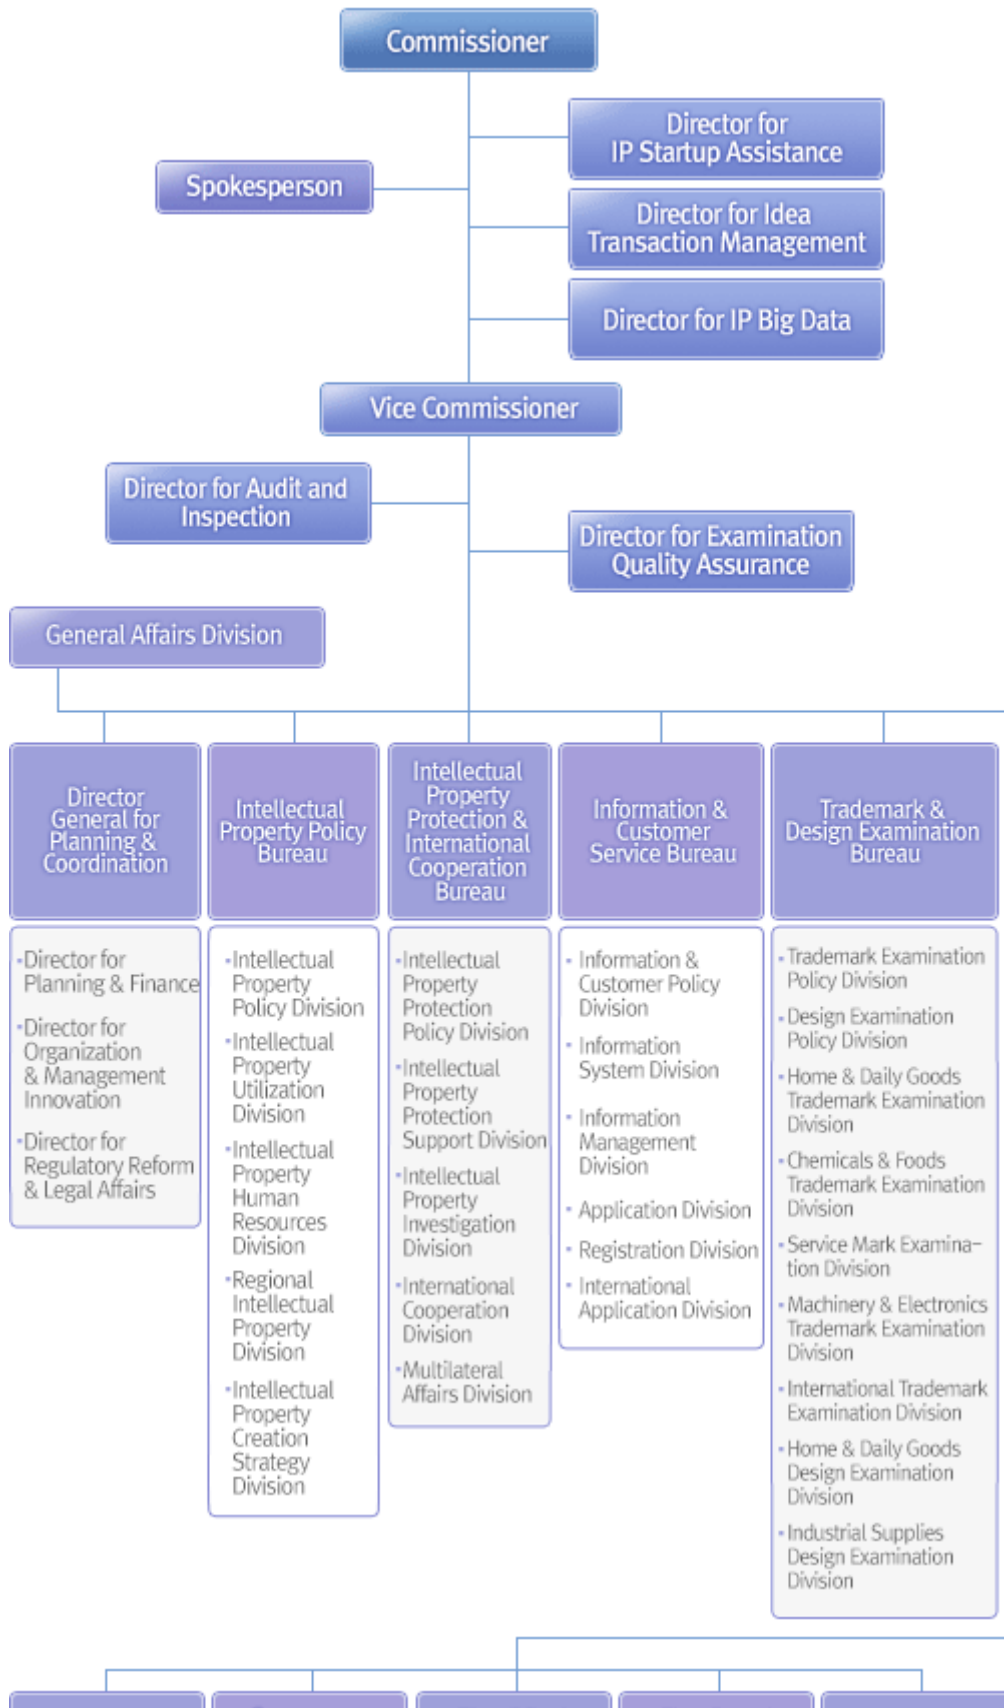 Commissioner
Director for
IP Startup Assistance
Spokesperson
Director for Idea
Transaction Management
Director for IP Big Data
Vice Commissioner
Director for Audit and
Inspection
Director for Examination
Quality Assurance
General Affairs Division
Director
General for
Planning &
Coordination
Intellectual
Property Policy
Bureau
Intellectual
Property
Protection &
International
Cooperation
Bureau
Information &
Customer
Service Bureau
Trademark &
Design Examination
Bureau
Director for
Planning & Finance
Director for
Organization
& Management
Innovation
Director for
Regulatory Reform
& Legal Affairs
Intellectual
Property
Policy Division
Intellectual
Property
Utilization
Division
Intellectual
Property
Human
Resources
Division
Regional
Intellectual
Property
Division
Intellectual
Property
Creation
Strategy
Division
Intellectual
Property
Protection
Policy Division
Intellectual
Property
Protection
Support Division
Intellectual
Property
Investigation
Division
International
Cooperation
Division
Multilateral
Affairs Division
Information &
Customer Policy
Division
Information
System Division
Information
Management
Division
Application Division
Registration Division
International
Application Division
Trademark Examination
Policy Division
Design Examination
Policy Division
Home & Daily Goods
Trademark Examination
Division
Chemicals & Foods
Trademark Examination
Division
Service Mark Examina-
tion Division
Machinery & Electronics
Trademark Examination
Division
International Trademark
Examination Division
Home & Daily Goods
Design Examination
Division
Industrial Supplies
Design Examination
Division